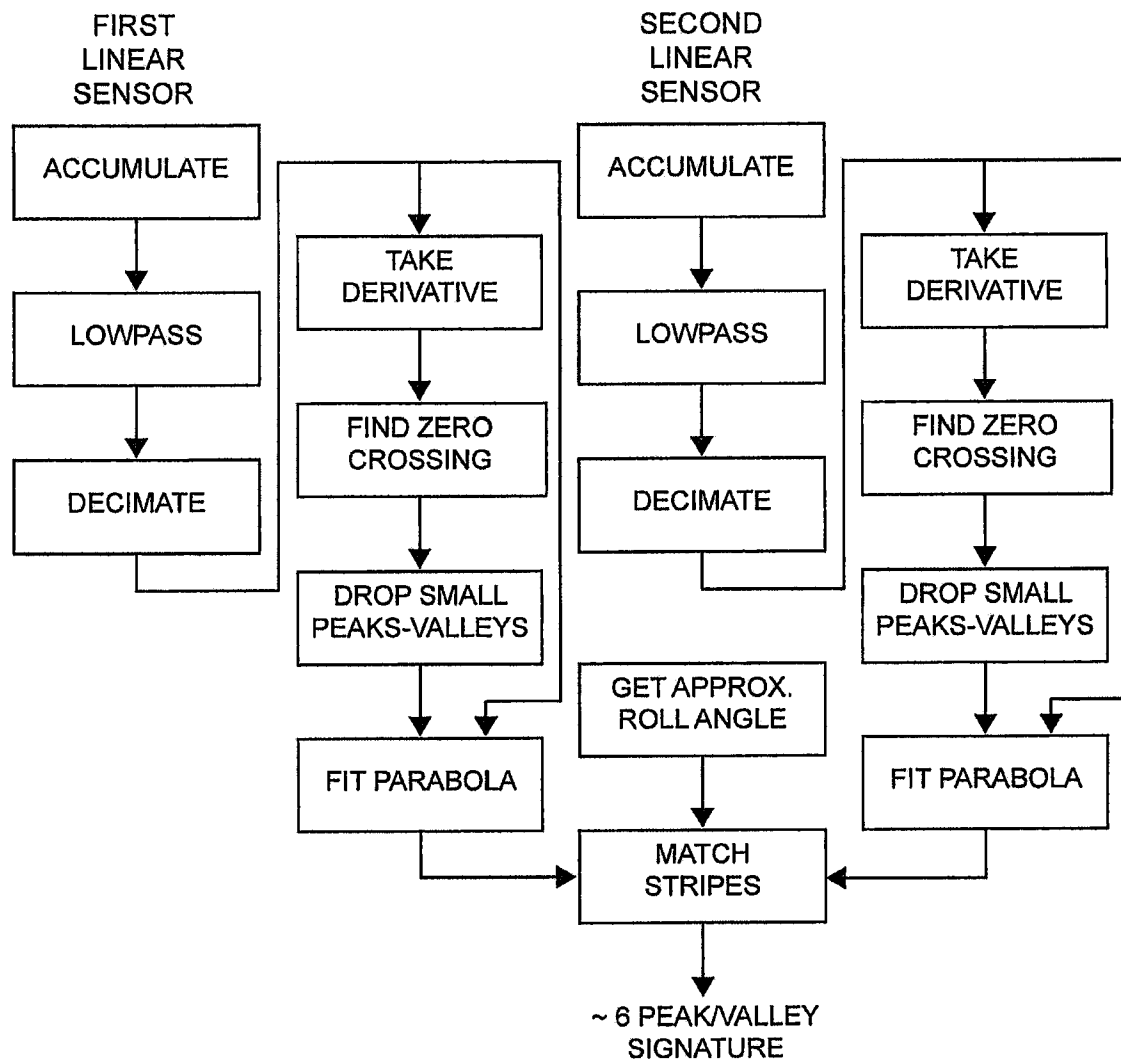 FIRST
LINEAR
SENSOR
ACCUMULATE
LOWPASS
DECIMATE
TAKE
DERIVATIVE
FIND ZERO
CROSSING
DROP SMALL
PEAKS-VALLEYS
FIT PARABOLA
SECOND
LINEAR
SENSOR
ACCUMULATE
LOWPASS
DECIMATE
TAKE
DERIVATIVE
FIND ZERO
CROSSING
DROP SMALL
PEAKS-VALLEYS
FIT PARABOLA
GET APPROX.
ROLL ANGLE
MATCH
STRIPES
~ 6 PEAK/VALLEY
SIGNATURE